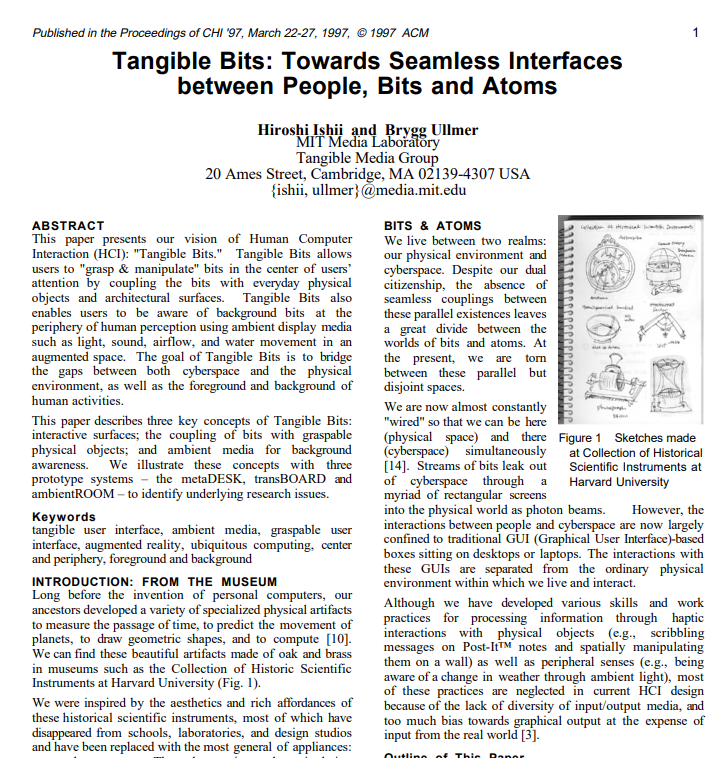 Published in the Proceedings of CHI '97, March 22-27, 1997, © 1997 ACM
1
Tangible Bits: Towards Seamless Interfaces
between People, Bits and Atoms
Hiroshi Ishii and Brygg Ullmer
MIT Media Laboratory
Tangible Media Group
20 Ames Street, Cambridge, MA 02139-4307 USA
{ishii, ullmer}@media.mit.edu
ABSTRACT
This paper presents our vision of Human Computer
Interaction (HCI): "Tangible Bits." Tangible Bits allows
users to "grasp & manipulate" bits in the center of users'
attention by coupling the bits with everyday physical
objects and architectural surfaces. Tangible Bits also
enables users to be aware of background bits at the
periphery of human perception using ambient display media
such as light, sound, airflow, and water movement in an
augmented space. The goal of Tangible Bits is to bridge
the gaps between both cyberspace and the physical
environment, as well as the foreground and background of
human activities.
This paper describes three key concepts of Tangible Bits:
interactive surfaces; the coupling of bits with graspable
physical objects; and ambient media for background
awareness. We illustrate these concepts with three
prototype systems – the metaDESK, transBOARD and
ambientROOM – to identify underlying research issues.
Keywords
tangible user interface, ambient media, graspable user
interface, augmented reality, ubiquitous computing, center
and periphery, foreground and background
INTRODUCTION: FROM THE MUSEUM
Long before the invention of personal computers, our
ancestors developed a variety of specialized physical artifacts
to measure the passage of time, to predict the movement of
planets, to draw geometric shapes, and to compute [10].
We can find these beautiful artifacts made of oak and brass
in museums such as the Collection of Historic Scientific
Instruments at Harvard University (Fig. 1).
We were inspired by the aesthetics and rich affordances of
these historical scientific instruments, most of which have
disappeared from schools, laboratories, and design studios
and have been replaced with the most general of appliances:
BITS & ATOMS
We live between two realms:
our physical environment and
cyberspace. Despite our dual
citizenship, the absence of
seamless couplings between
these parallel existences leaves
a great divide between the
worlds of bits and atoms. At
the present, we are torn
between these parallel but
disjoint spaces.
We are now almost constantly
"wired" so that we can be here
(physical space) and there
(cyberspace) simultaneously
[14]. Streams of bits leak out
of cyberspace through a
myriad of rectangular screens
into the physical world as photon beams. However, the
interactions between people and cyberspace are now largely
confined to traditional GUI (Graphical User Interface)-based
boxes sitting on desktops or laptops. The interactions with
these GUIs are separated from the ordinary physical
environment within which we live and interact.
Although we have developed various skills and work
practices for processing information through haptic
interactions with physical objects (e.g., scribbling
messages on Post-It™ notes and spatially manipulating
them on a wall) as well as peripheral senses (e.g., being
aware of a change in weather through ambient light), most
of these practices are neglected in current HCI design
because of the lack of diversity of input/output media, and
too much bias towards graphical output at the expense of
input from the real world [3].
Outline of This Paper
Collection of Historical Scientific Instruments
Figure 1 Sketches made
at Collection of Historical
Scientific Instruments at
Harvard University